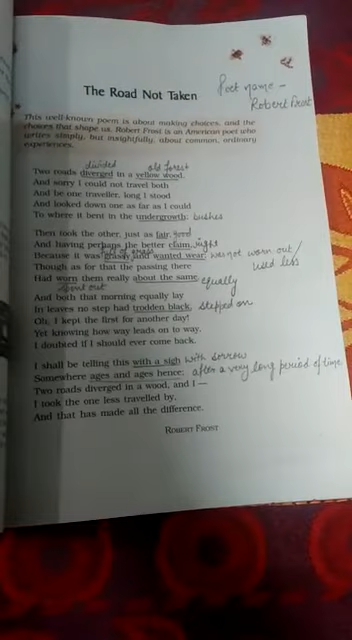 The Road Not Taken
Poet name -
Robert Frost
This well-known poem is about making choices, and the
choices that shape us. Robert Frost is an American poet who
writes simply, but insightfully, about common, ordinary
experiences.
divided old forest
Two roads diverged in a yellow wood,
And sorry I could not travel both
And be one traveller, long I stood
And looked down one as far as I could
To where it bent in the undergrowth; bushes
Then took the other, just as fair, good
And having perhaps the better claim, right
full of grass
Because it was grassy and wanted wear; was not worn out/
used less
Though as for that the passing there
Had worn them really about the same, equally
spent out
And both that morning equally lay
In leaves no step had trodden black. stepped on
Oh, I kept the first for another day!
Yet knowing how way leads on to way,
I doubted if I should ever come back.
I shall be telling this with a sigh with sorrow
Somewhere ages and ages hence: after a very long period of time
Two roads diverged in a wood, and I —
I took the one less travelled by,
And that has made all the difference.
ROBERT FROST